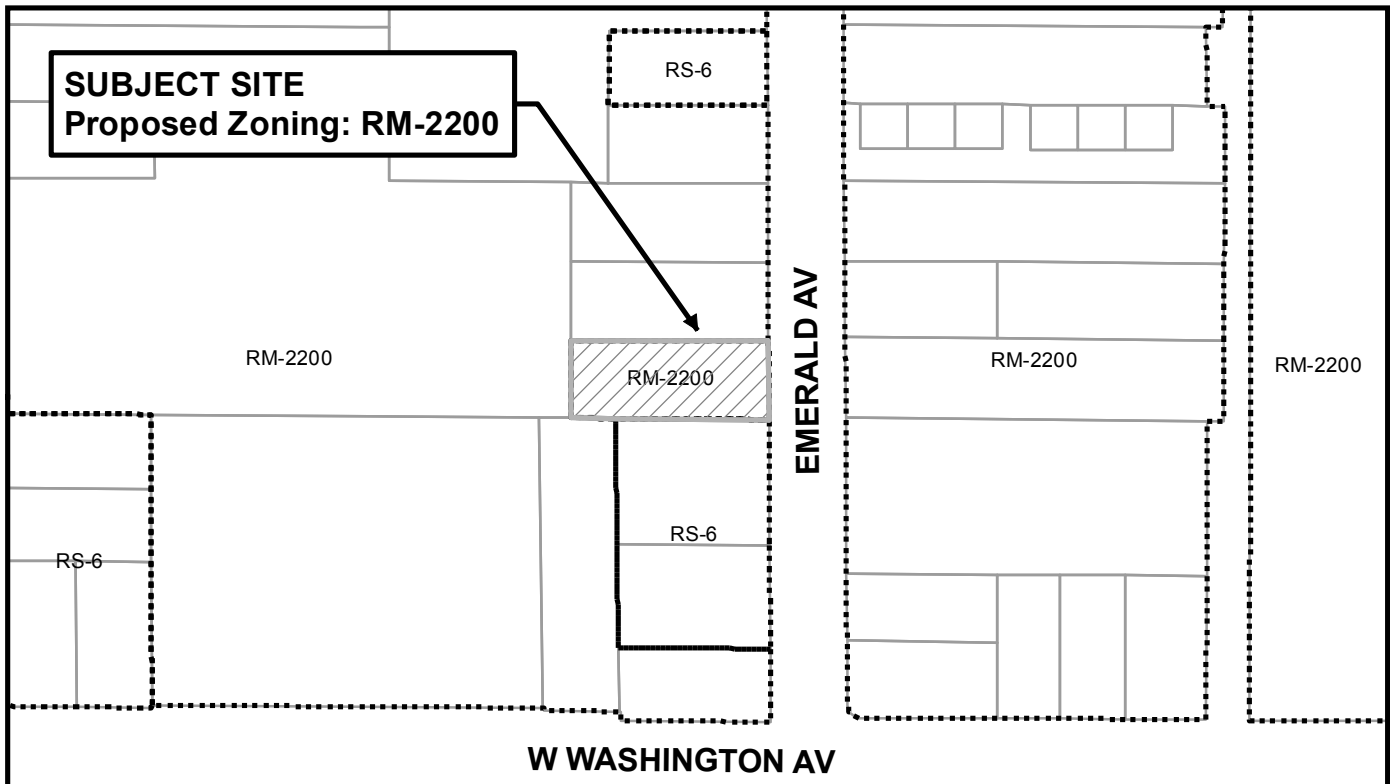 RS-6
SUBJECT SITE
Proposed Zoning: RM-2200
EMERALD AV
RM-2200
RM-2200
RM-2200
RM-2200
RS-6
RS-6
W WASHINGTON AV